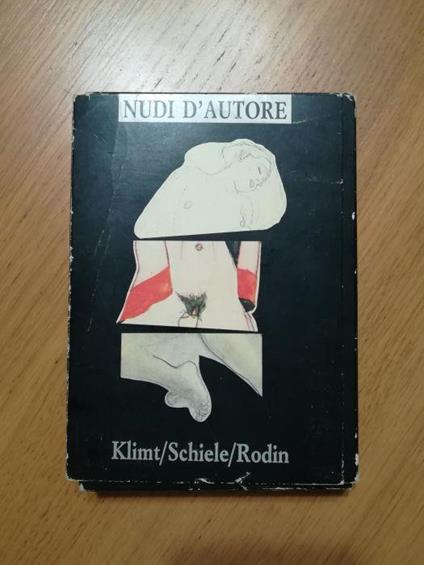 NUDI D'AUTORE
Klimt/Schiele/Rodin